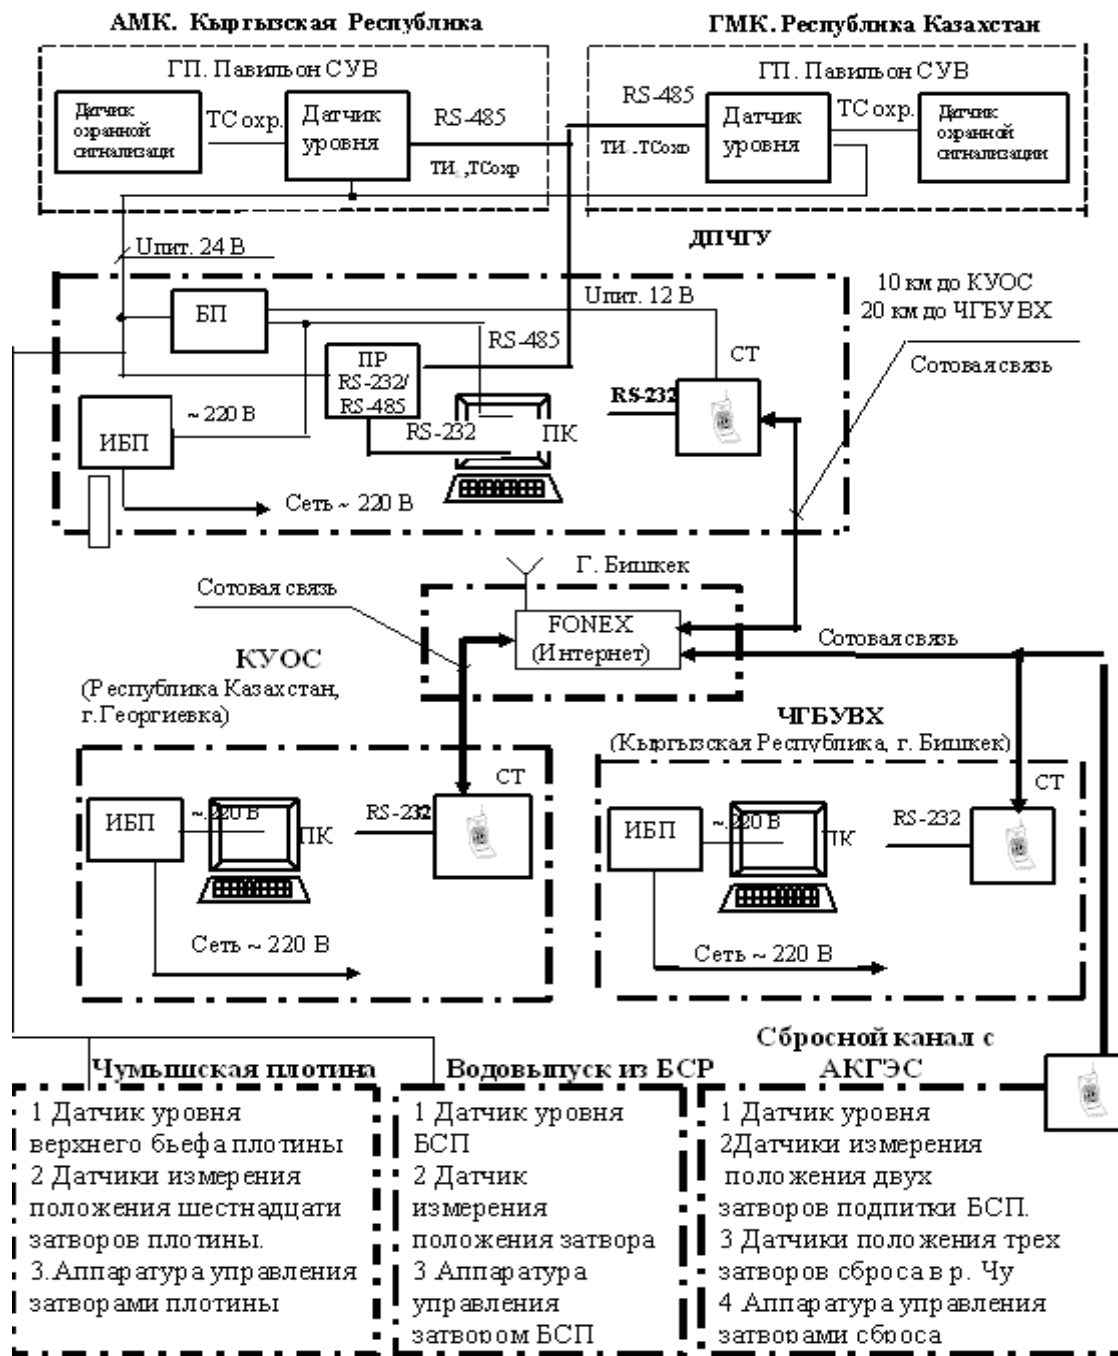 АМК. Кыргызская Республика
ГМК. Республика Казахстан
ГП. Павильон СУВ
ГП. Павильон СУВ
Датчик
охранной
сигнализаци
ТС охр.
Датчик
уровня
RS-485
ТИ , ТСохр
RS-485
ТИ . .ТСохр
Датчик
уровня
ТС охр.
Датчик
охранной
сигнализации
ДПЧГУ
Uпит. 24 В
Uпит. 12 В
10 км до КУОС
20 км до ЧГБУВХ
Сотовая связь
БП
RS-485
ПР
RS-232/
RS-485
СТ
RS-232
ИБП
~ 220 В
RS-232
ПК
Сеть ~ 220 В
Г. Бишкек
Сотовая связь
FONEX
(Интернет)
Сотовая связь
КУОС
(Республика Казахстан,
г.Георгиевка)
ЧГБУВХ
(Кыргызская Республика, г. Бишкек)
СТ
ИБП
~.220 В
ПК
RS-232
Сеть ~ 220 В
СТ
ИБП
~.220 В
ПК
RS-232
Сеть ~ 220 В
Чумышская плотина
1 Датчик уровня
верхнего бьефа плотины
2 Датчики измерения
положения шестнадцати
затворов плотины.
3.Аппаратура управления
затворами плотины
Водовыпуск из БСР
1 Датчик уровня
БСП
2 Датчик
измерения
положения затвора
3 Аппаратура
управления
затвором БСП
Сбросной канал с
АКГЭС
1 Датчик уровня
2Датчики измерения
положения двух
затворов подпитки БСП.
3 Датчики положения трех
затворов сброса в р. Чу
4 Аппаратура управления
затворами сброса